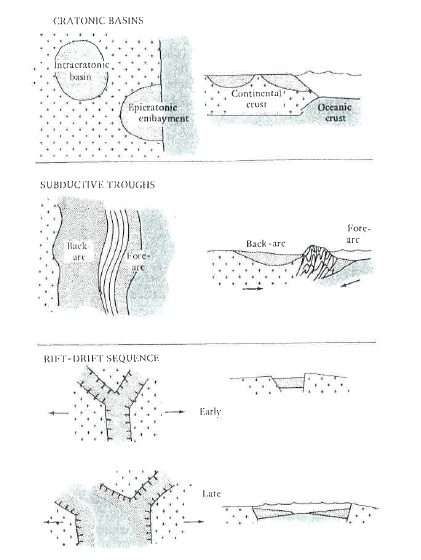 CRATONIC BASINS
Intracratonic
basin
Epicratonic
embayment
Continental
crust
Oceanic
crust
SUBDUCTIVE TROUGHS
Back-
arc
Fore-
arc
Back-arc
Fore-
arc
RIFT-DRIFT SEQUENCE
Early
Late